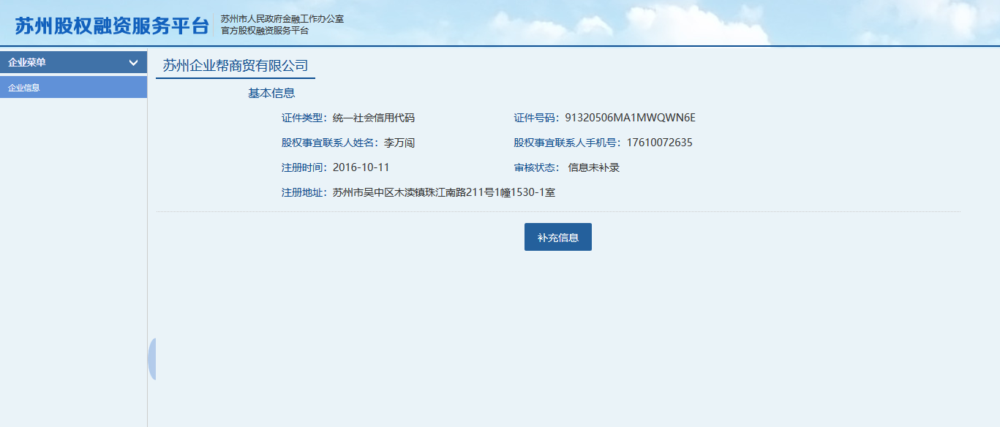 苏州股权融资服务平台
苏州市人民政府金融工作办公室
官方股权融资服务平台
企业菜单
企业信息
苏州企业帮商贸有限公司
基本信息
证件类型：统一社会信用代码 证件号码：91320506MA1MWQWN6E
股权事宜联系人姓名：李万闯 股权事宜联系人手机号：17610072635
注册时间：2016-10-11 审核状态： 信息未补录
注册地址：苏州市吴中区木渎镇珠江南路211号1幢1530-1室
补充信息